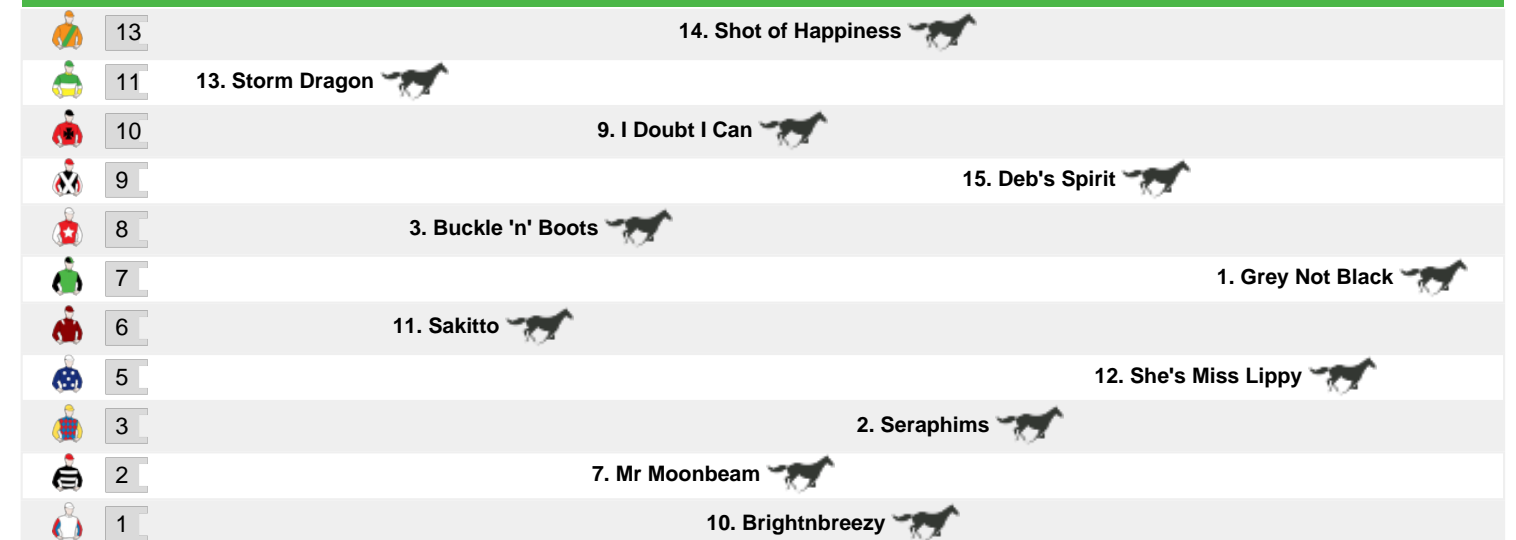 13 14. Shot of Happiness
11 13. Storm Dragon
10 9. I Doubt I Can
9 15. Deb's Spirit
8 3. Buckle 'n' Boots
7 1. Grey Not Black
6 11. Sakitto
5 12. She's Miss Lippy
3 2. Seraphims
2 7. Mr Moonbeam
1 10. Brightnbreezy